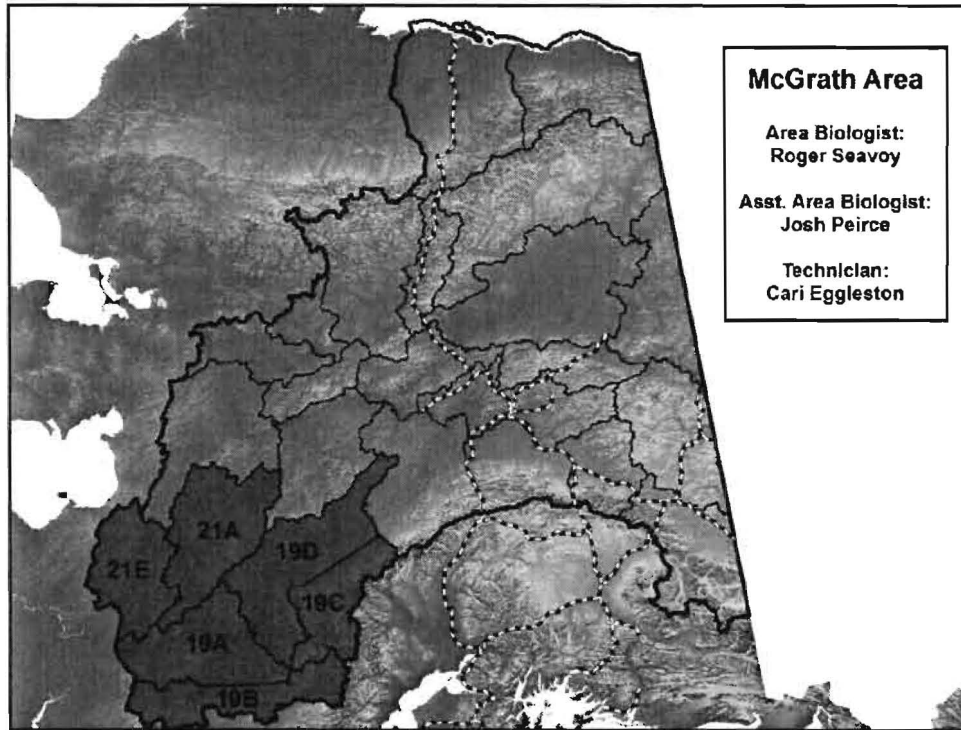 McGrath Area
Area Biologist:
Roger Seavoy
Asst. Area Biologist:
Josh Peirce
Technician:
Cari Eggleston
21A
21E
19D
19C
19A
19B